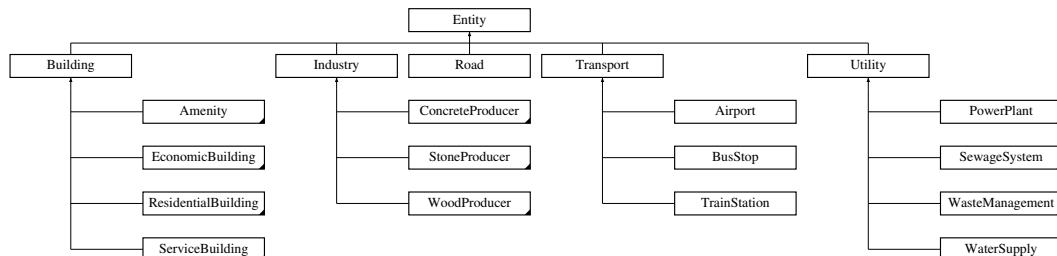 Entity
Building
Industry
Road
Transport
Utility
Amenity
EconomicBuilding
ResidentialBuilding
ServiceBuilding
ConcreteProducer
StoneProducer
WoodProducer
Airport
BusStop
TrainStation
PowerPlant
SewageSystem
WasteManagement
WaterSupply